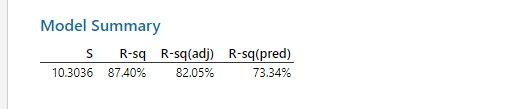 Model Summary
S R-sq R-sq(adj) R-sq(pred)
10.3036 87.40% 82.05% 73.34%